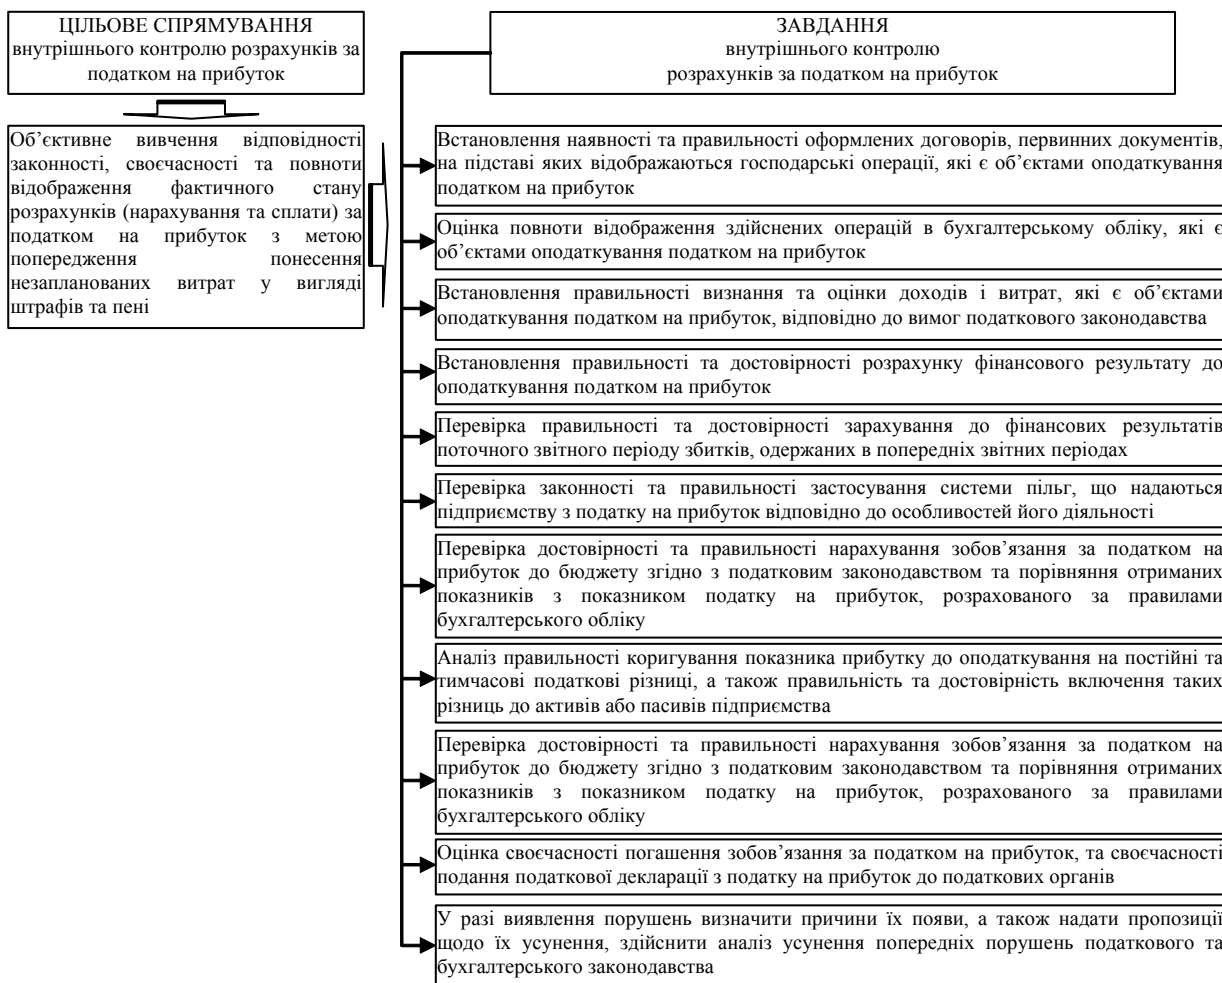 ЦІЛЬОВЕ СПРЯМУВАННЯ
внутрішнього контролю розрахунків за
податком на прибуток
Об’єктивне вивчення відповідності
законності, своєчасності та повноти
відображення фактичного стану
розрахунків (нарахування та сплати) за
податком на прибуток з метою
попередження понесення
незапланованих витрат у вигляді
штрафів та пені
ЗАВДАННЯ
внутрішнього контролю
розрахунків за податком на прибуток
Встановлення наявності та правильності оформлених договорів, первинних документів,
на підставі яких відображаються господарські операції, які є об’єктами оподаткування
податком на прибуток
Оцінка повноти відображення здійснених операцій в бухгалтерському обліку, які є
об’єктами оподаткування податком на прибуток
Встановлення правильності визнання та оцінки доходів і витрат, які є об’єктами
оподаткування податком на прибуток, відповідно до вимог податкового законодавства
Встановлення правильності та достовірності розрахунку фінансового результату до
оподаткування податком на прибуток
Перевірка правильності та достовірності зарахування до фінансових результатів
поточного звітного періоду збитків, одержаних в попередніх звітних періодах
Перевірка законності та правильності застосування системи пільг, що надаються
підприємству з податку на прибуток відповідно до особливостей його діяльності
Перевірка достовірності та правильності нарахування зобов’язання за податком на
прибуток до бюджету згідно з податковим законодавством та порівняння отриманих
показників з показником податку на прибуток, розрахованого за правилами
бухгалтерського обліку
Аналіз правильності коригування показника прибутку до оподаткування на постійні та
тимчасові податкові різниці, а також правильність та достовірність включення таких
різниць до активів або пасивів підприємства
Перевірка достовірності та правильності нарахування зобов’язання за податком на
прибуток до бюджету згідно з податковим законодавством та порівняння отриманих
показників з показником податку на прибуток, розрахованого за правилами
бухгалтерського обліку
Оцінка своєчасності погашення зобов’язання за податком на прибуток, та своєчасності
подання податкової декларації з податку на прибуток до податкових органів
У разі виявлення порушень визначити причини їх появи, а також надати пропозиції
щодо їх усунення, здійснити аналіз усунення попередніх порушень податкового та
бухгалтерського законодавства